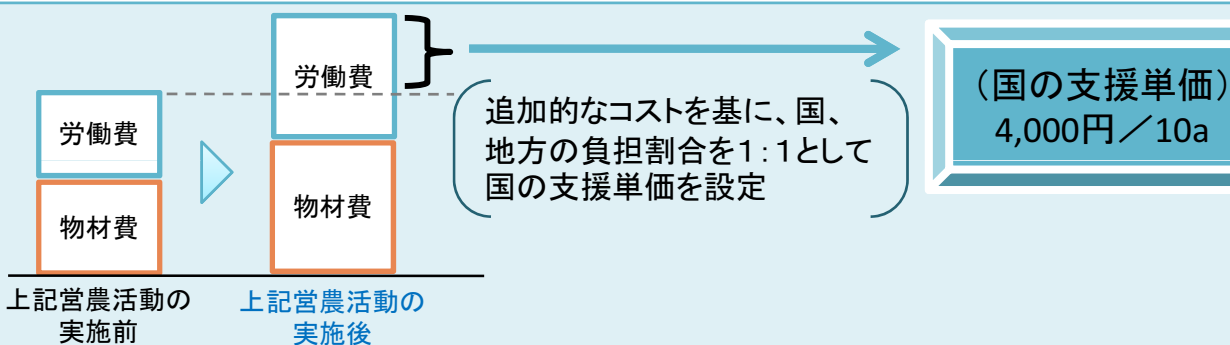 労働費
物材費
上記営農活動の
実施前
労働費
物材費
上記営農活動の
実施後
追加的なコストを基に、国、
地方の負担割合を1:1として
国の支援単価を設定
(国の支援単価)
4,000円/10a